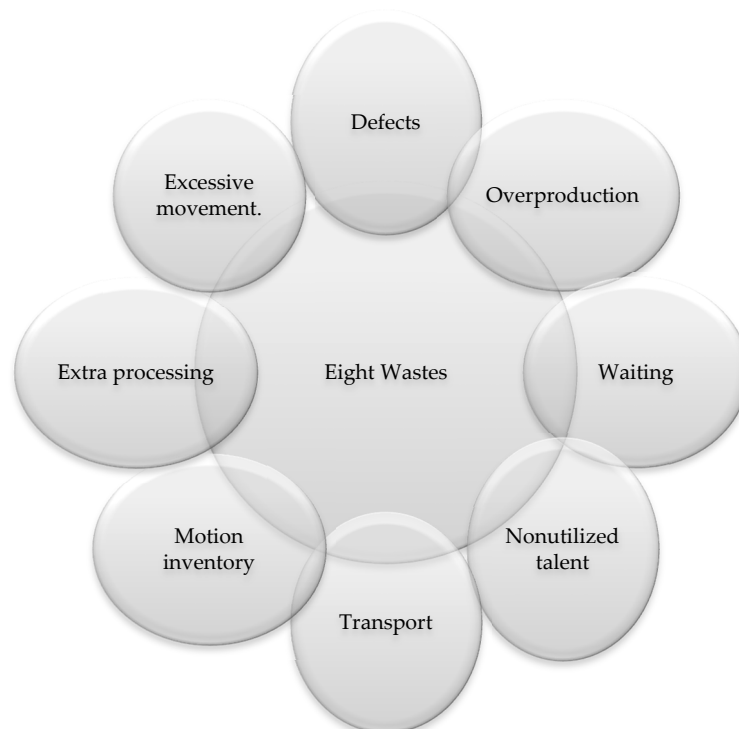 Defects
Overproduction
Waiting
Nonutilized
talent
Transport
Motion
inventory
Extra processing
Excessive
movement.
Eight Wastes